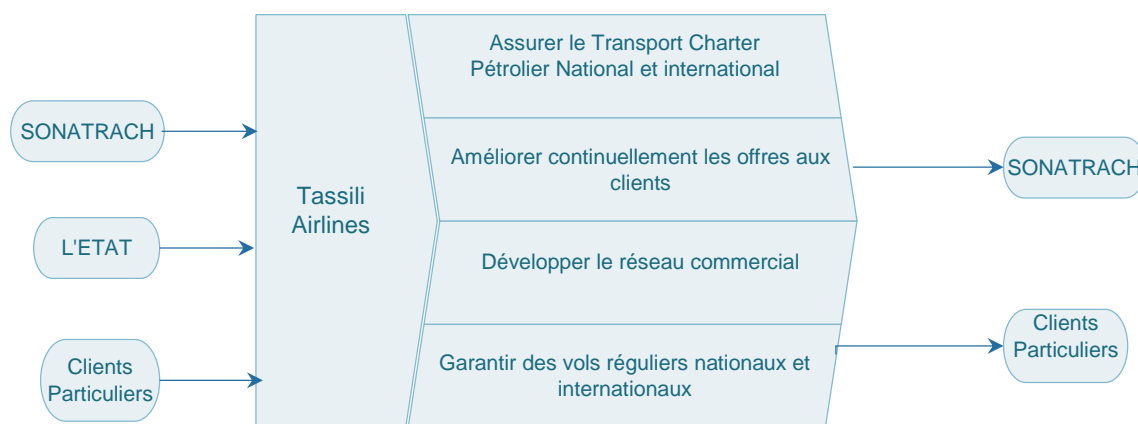 SONATRACH
L'ETAT
Clients
Particuliers
Tassili
Airlines
Assurer le Transport Charter
Pétrolier National et international
Améliorer continuellement les offres aux
clients
Développer le réseau commercial
Garantir des vols réguliers nationaux et
internationaux
SONATRACH
Clients
Particuliers